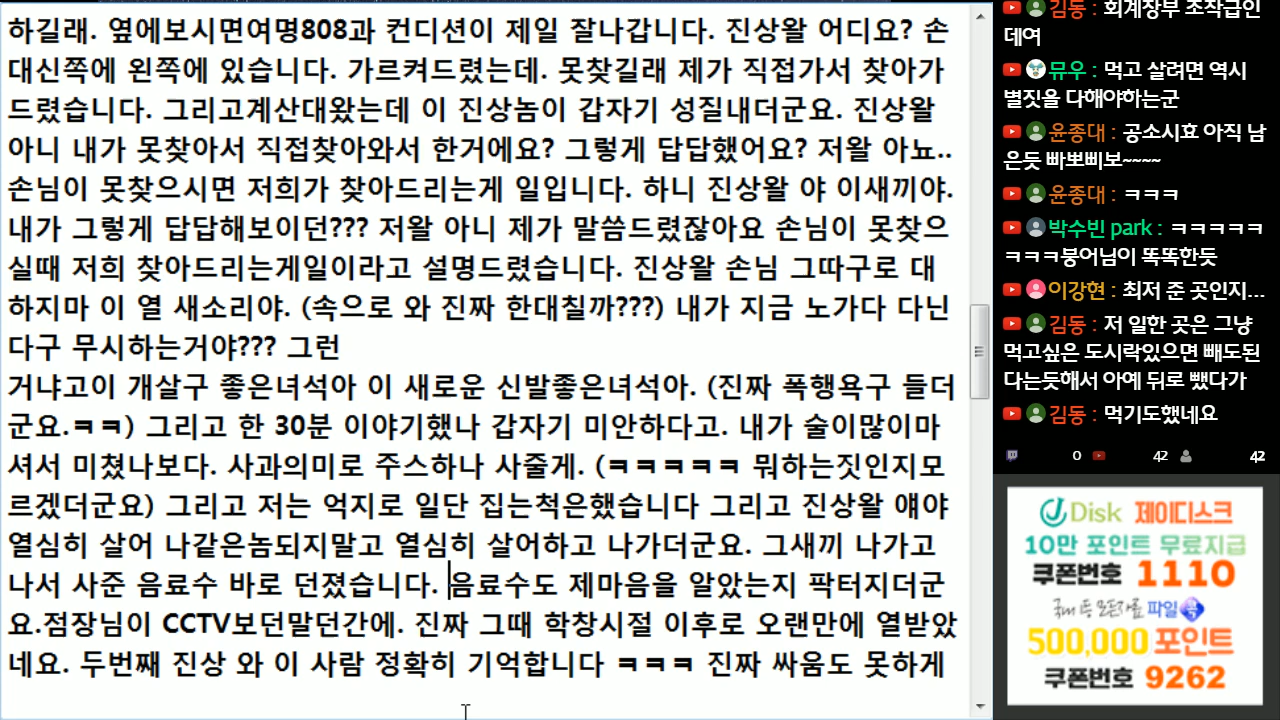 하길래. 옆에보시면여명808과 컨디션이 제일 잘나갑니다. 진상왈 어디요? 손
대신쪽에 왼쪽에 있습니다. 가르켜드렸는데. 못찾길래 제가 직접가서 찾아가
드렸습니다. 그리고계산대왔는데 이 진상놈이 갑자기 성질내더군요. 진상왈
아니 내가 못찾아서 직접찾아와서 한거에요? 그렇게 답답했어요? 저왈 아뇨..
손님이 못찾으시면 저희가 찾아드리는게 일입니다. 하니 진상왈 야 이새끼야.
내가 그렇게 답답해보이던??? 저왈 아니 제가 말씀드렸잖아요 손님이 못찾으
실때 저희 찾아드리는게일이라고 설명드렸습니다. 진상왈 손님 그따구로 대
하지마 이 열 새소리야. (속으로 와 진짜 한대칠까???) 내가 지금 노가다 다닌
다구 무시하는거야??? 그런
거냐고이 개살구 좋은녀석아 이 새로운 신발좋은녀석아. (진짜 폭행욕구 들더
군요.ㅋㅋ) 그리고 한 30분 이야기했나 갑자기 미안하다고. 내가 술이많이마
셔서 미쳤나보다. 사과의미로 주스하나 사줄게. (ㅋㅋㅋㅋㅋ 뭐하는짓인지모
르겠더군요) 그리고 저는 억지로 일단 집는척은했습니다 그리고 진상왈 얘야
열심히 살어 나같은놈되지말고 열심히 살어하고 나가더군요. 그새끼 나가고
나서 사준 음료수 바로 던졌습니다. 음료수도 제마음을 알았는지 팍터지더군
요.점장님이 CCTV보던말던간에. 진짜 그때 학창시절 이후로 오랜만에 열받았
네요. 두번째 진상 와 이 사람 정확히 기억합니다 ㅋㅋㅋ 진짜 싸움도 못하게
김동 : 회계장부 조작급인
데여
뮤우 : 먹고 살려면 역시
별짓을 다해야하는군
윤종대 : 공소시효 아직 남
은듯 빠뽀삐보~~~~
윤종대 : ㅋㅋㅋ
박수빈 park : ㅋㅋㅋㅋㅋ
ㅋㅋㅋ붕어님이 똑똑한듯
이강현 : 최저 준 곳인지...
김동 : 저 일한 곳은 그냥
먹고싶은 도시락있으면 빼도된
다는듯해서 아예 뒤로 뺐다가
김동 : 먹기도했네요
0 42 42
Disk 제이디스크
10만 포인트 무료지급
쿠폰번호 1110
국내 등 모든자료 파일 콕
500,000 포인트
쿠폰번호 9262